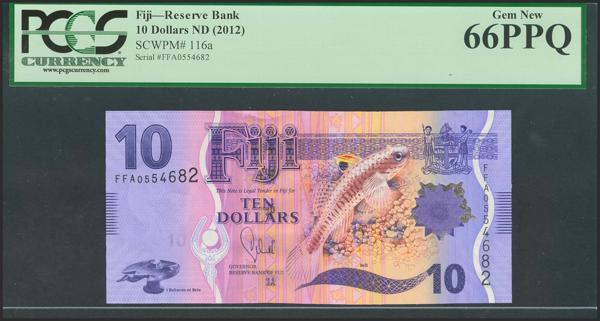 PCGS
CURRENCY
www.pcgscurrency.com
Fiji—Reserve Bank
10 Dollars ND (2012)
SCWPM# 116a
Serial #FFA0554682
Gem New
66PPQ
10
Fiji
FFA0554682
This Note is Legal Tender in Fiji for
TEN
DOLLARS
10
GOVERNOR
RESERVE BANK OF FIJI
FFA0554682
10